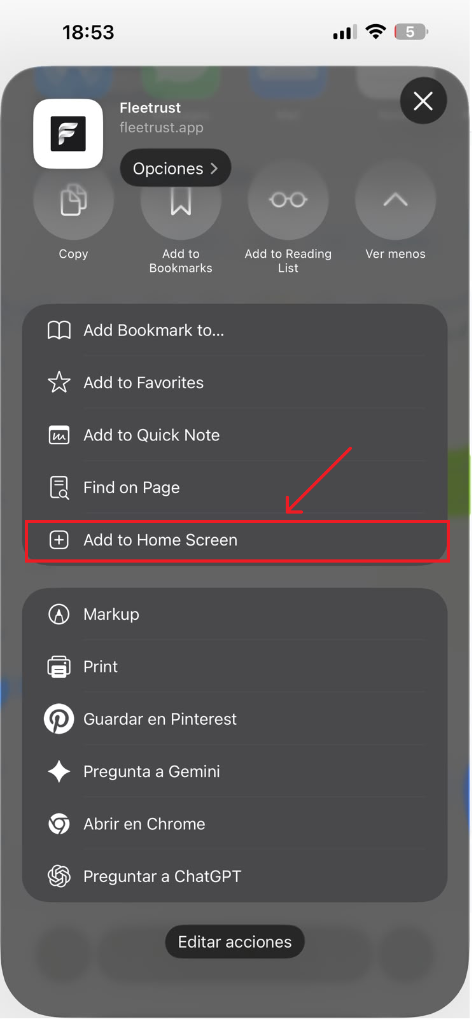 18:53
5
Fleetrust
fleetrust.app
Opciones
Copy
Add to
Bookmarks
Add to Reading
List
Ver menos
Add Bookmark to...
Add to Favorites
Add to Quick Note
Find on Page
Add to Home Screen
Markup
Print
Guardar en Pinterest
Pregunta a Gemini
Abrir en Chrome
Preguntar a ChatGPT
Editar acciones